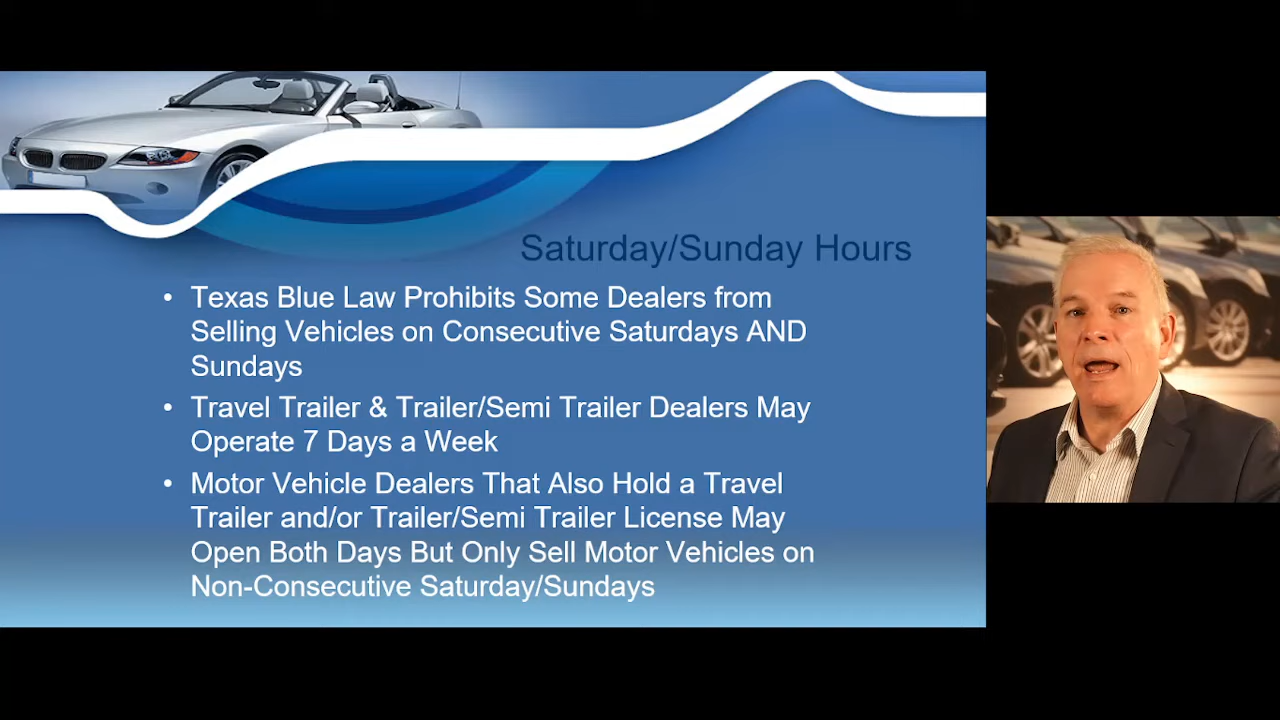 Saturday/Sunday Hours
• Texas Blue Law Prohibits Some Dealers from
Selling Vehicles on Consecutive Saturdays AND
Sundays
• Travel Trailer & Trailer/Semi Trailer Dealers May
Operate 7 Days a Week
• Motor Vehicle Dealers That Also Hold a Travel
Trailer and/or Trailer/Semi Trailer License May
Open Both Days But Only Sell Motor Vehicles on
Non-Consecutive Saturday/Sundays